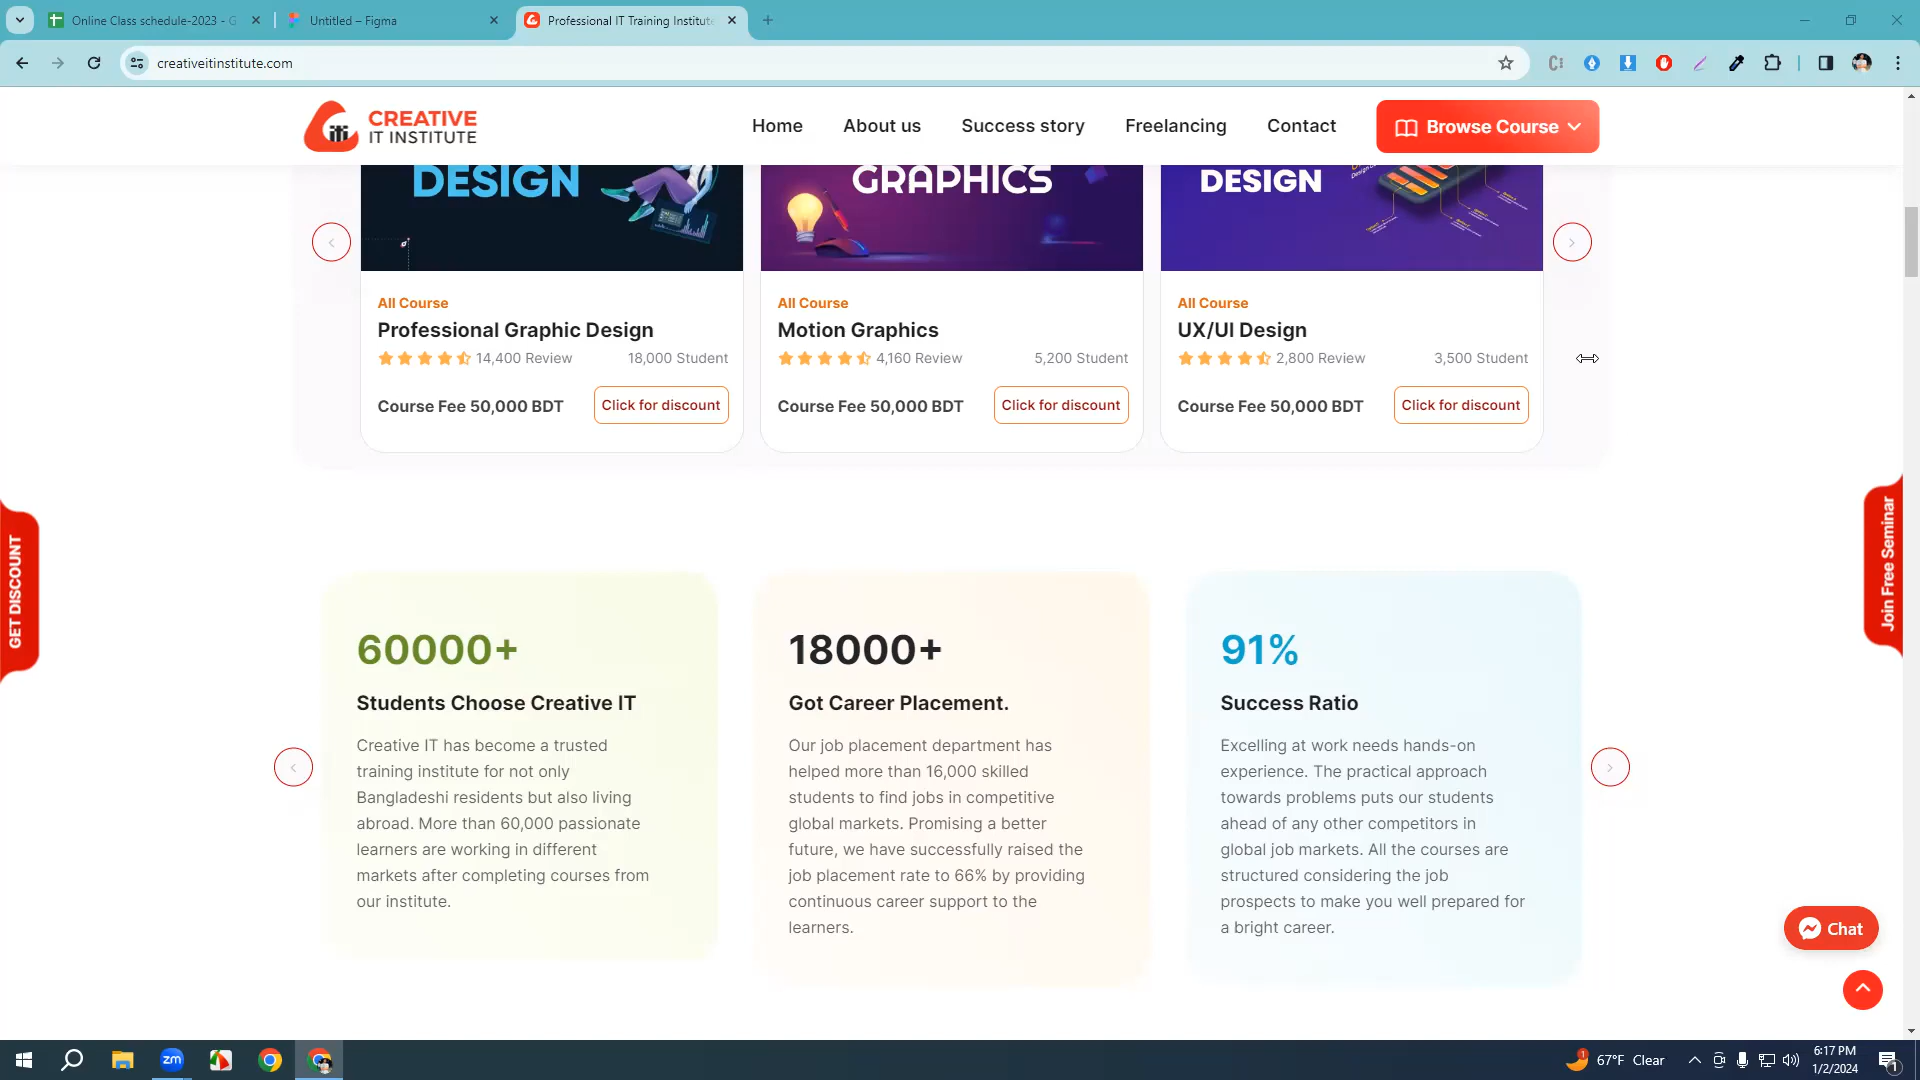 Online Class schedule-2023 - G
Untitled – Figma
Professional IT Training Institute
creativeitinstitute.com
CREATIVE
IT INSTITUTE
Home
About us
Success story
Freelancing
Contact
Browse Course
DESIGN
GRAPHICS
DESIGN
All Course
Professional Graphic Design
14,400 Review
18,000 Student
Course Fee 50,000 BDT
Click for discount
All Course
Motion Graphics
4,160 Review
5,200 Student
Course Fee 50,000 BDT
Click for discount
All Course
UX/UI Design
2,800 Review
3,500 Student
Course Fee 50,000 BDT
Click for discount
GET DISCOUNT
Join Free Seminar
60000+
Students Choose Creative IT
Creative IT has become a trusted
training institute for not only
Bangladeshi residents but also living
abroad. More than 60,000 passionate
learners are working in different
markets after completing courses from
our institute.
18000+
Got Career Placement.
Our job placement department has
helped more than 16,000 skilled
students to find jobs in competitive
global markets. Promising a better
future, we have successfully raised the
job placement rate to 66% by providing
continuous career support to the
learners.
91%
Success Ratio
Excelling at work needs hands-on
experience. The practical approach
towards problems puts our students
ahead of any other competitors in
global job markets. All the courses are
structured considering the job
prospects to make you well prepared for
a bright career.
Chat
zm
1
67°F Clear
6:17 PM
1/2/2024
1